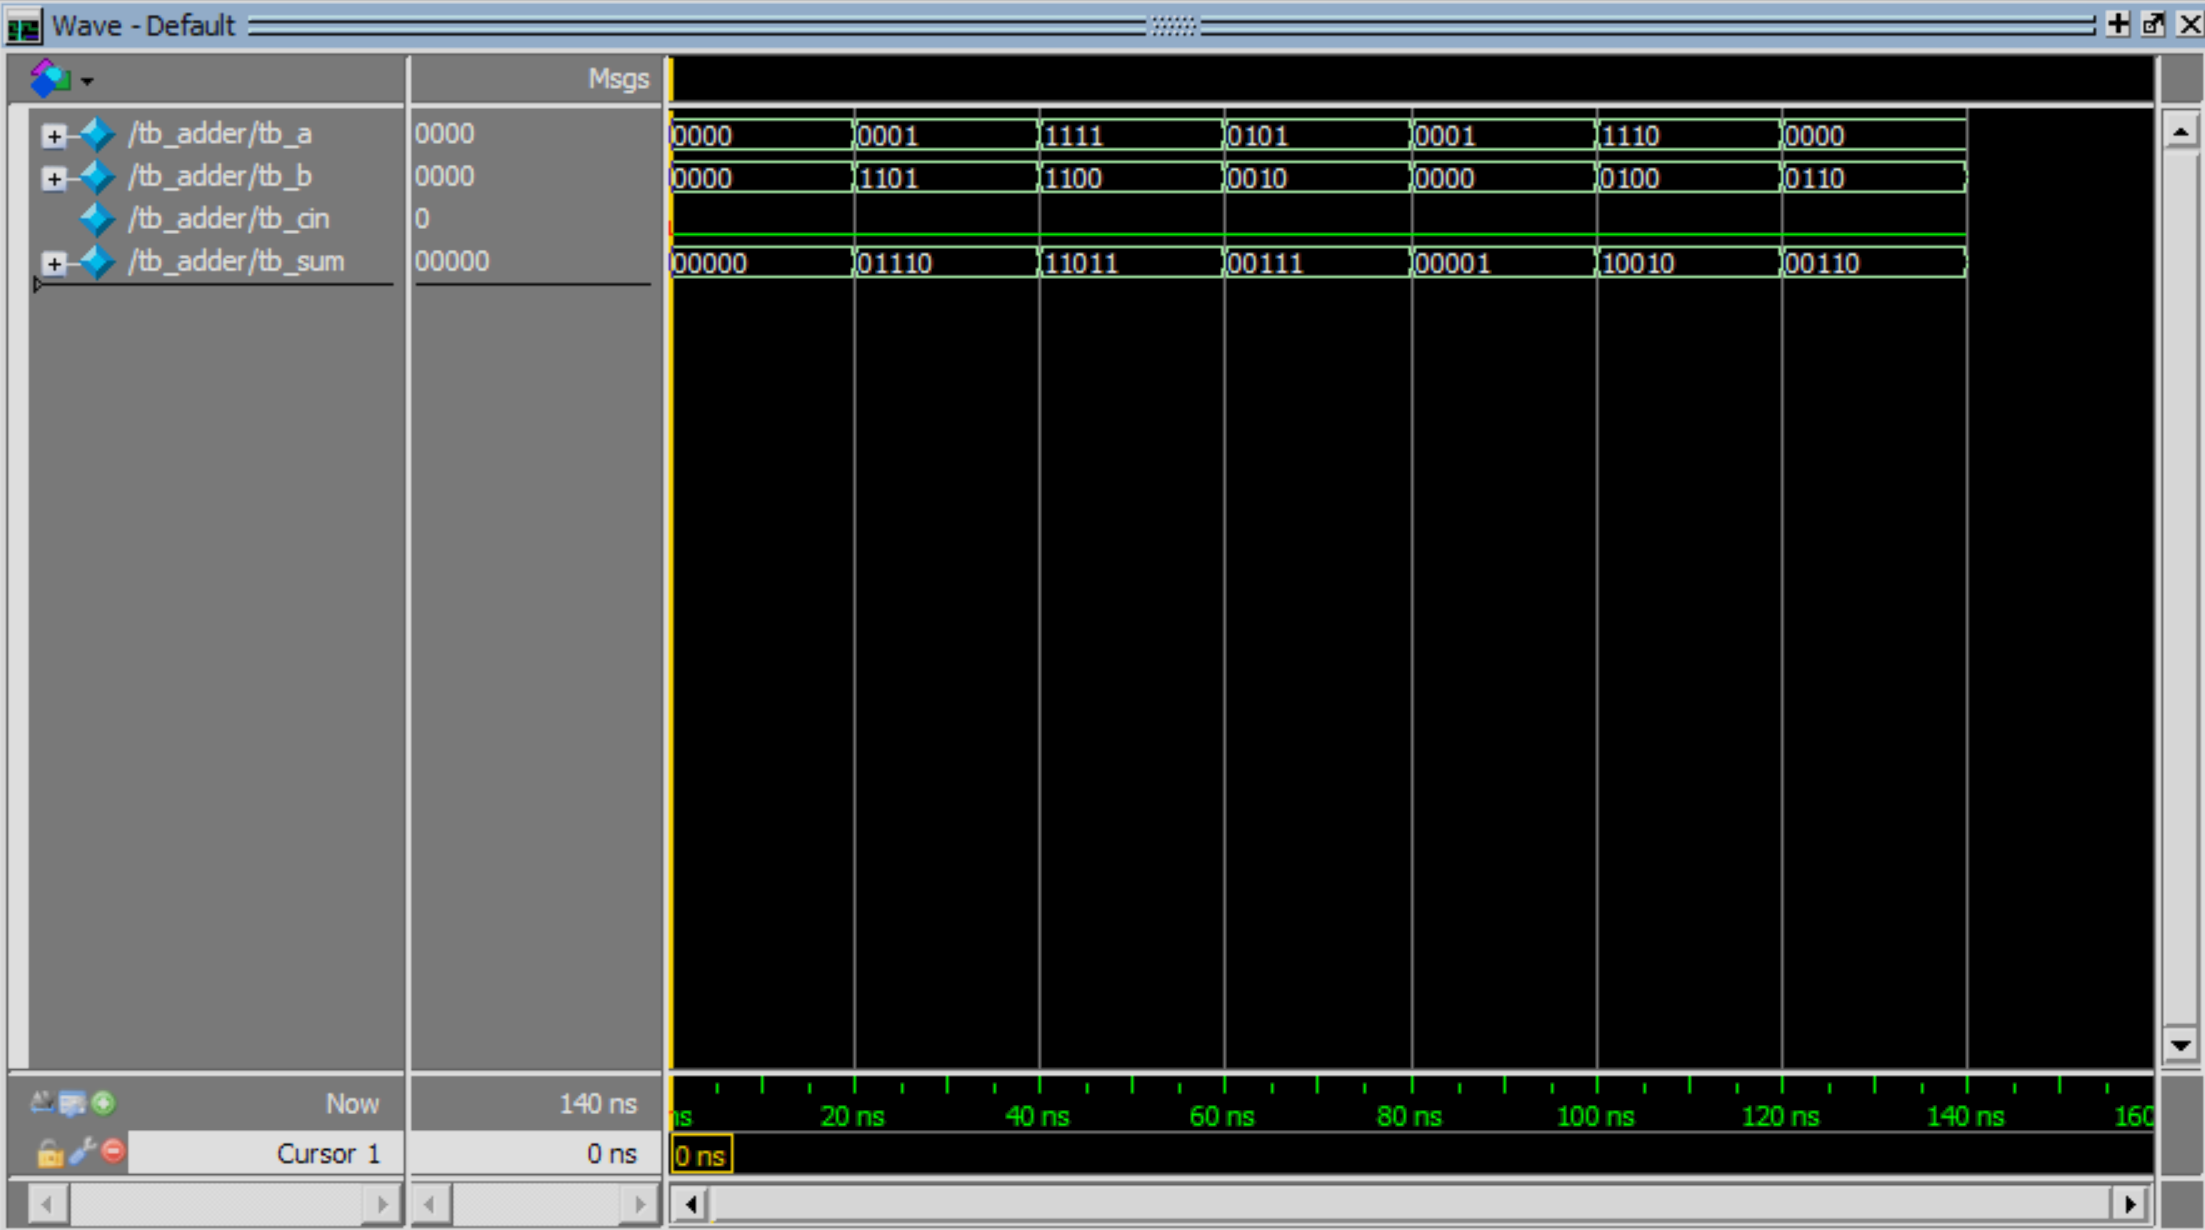 Wave - Default
Msgs
/tb_adder/tb_a 0000 0000 0001 1111 0101 0001 1110 0000
/tb_adder/tb_b 0000 0000 1101 1100 0010 0000 0100 0110
/tb_adder/tb_cin 0
/tb_adder/tb_sum 00000 00000 01110 11011 00111 00001 10010 00110
Now 140 ns ns 20 ns 40 ns 60 ns 80 ns 100 ns 120 ns 140 ns 160
Cursor 1 0 ns 0 ns